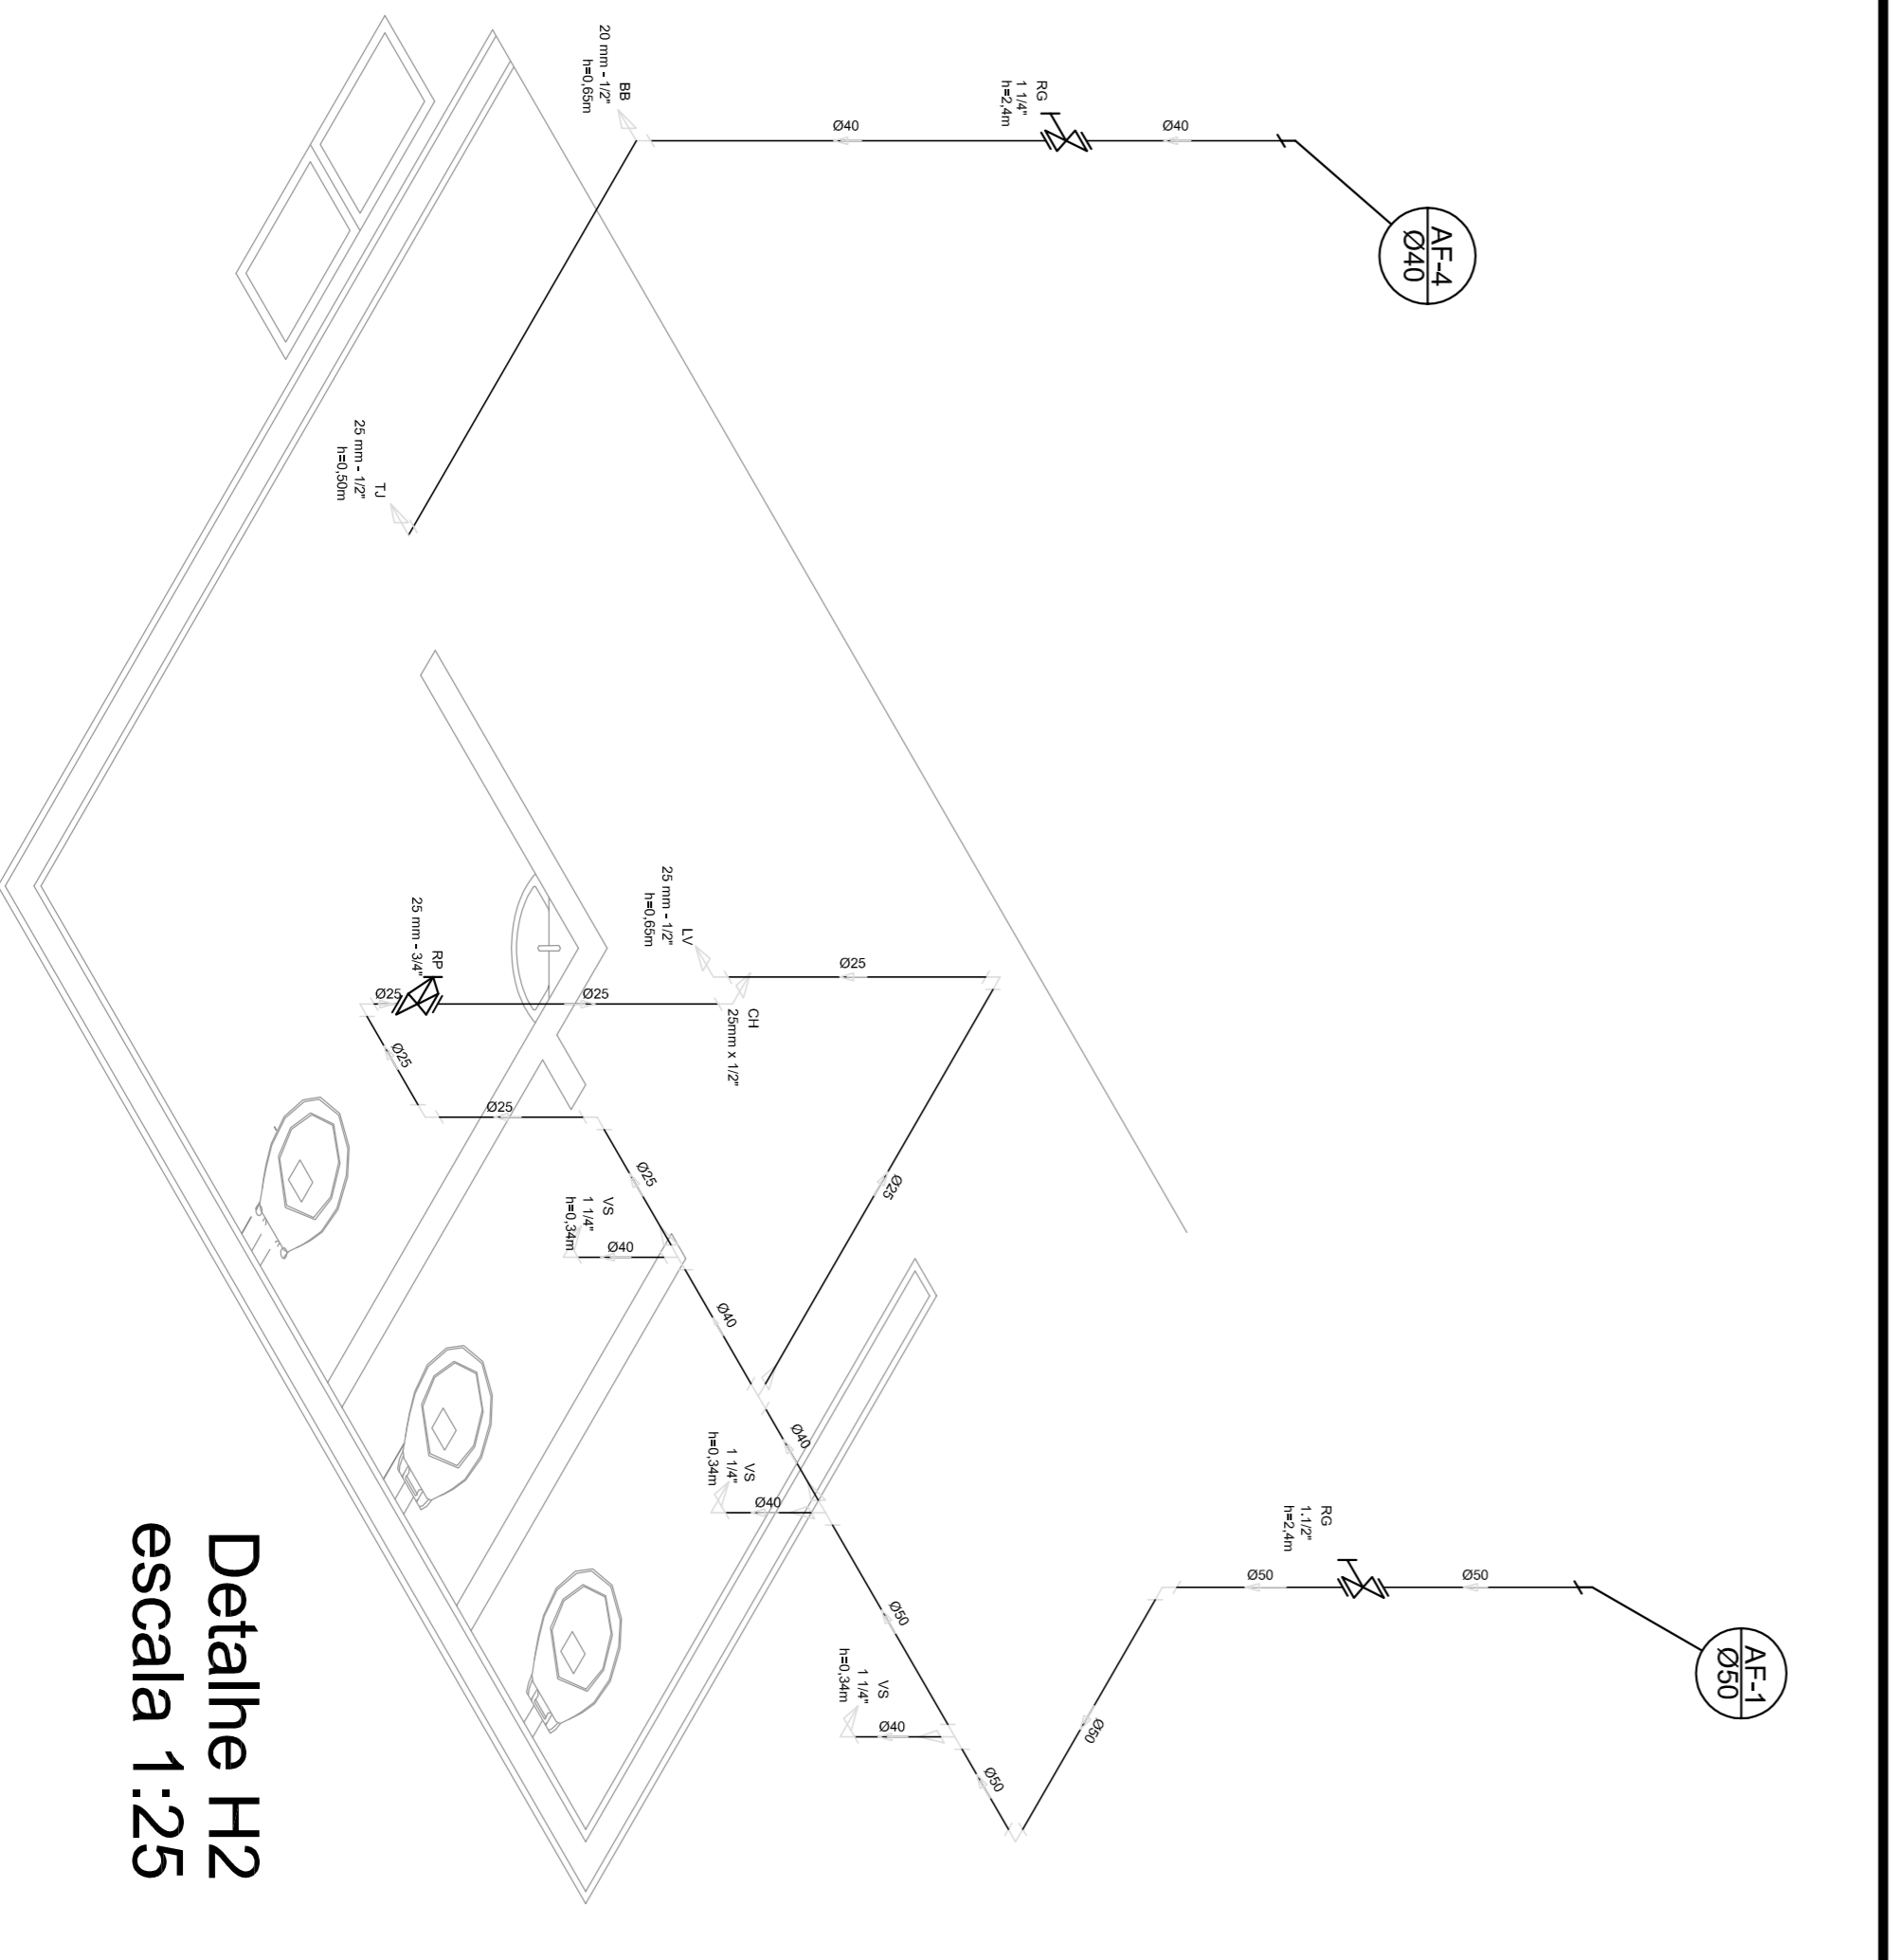 AF-4
Ø40
Ø40
RG
1 1/4"
h=2,4m
Ø40
BB
20 mm - 1/2"
h=0,65m
TJ
25 mm - 1/2"
h=0,50m
AF-1
Ø50
Ø50
RG
1.1/2"
h=2,4m
Ø50
Ø50
Ø50
VS
1 1/4"
h=0,34m
Ø40
Ø50
VS
1 1/4"
h=0,34m
Ø40
Ø40
Ø25
Ø25
LV
25 mm - 1/2"
h=0,65m
Ø40
VS
1 1/4"
h=0,34m
Ø40
Ø25
Ø25
Ø25
Ø25
RP
25 mm - 3/4"
Ø25
CH
25mm x 1/2"
Detalhe H2
escala 1:25